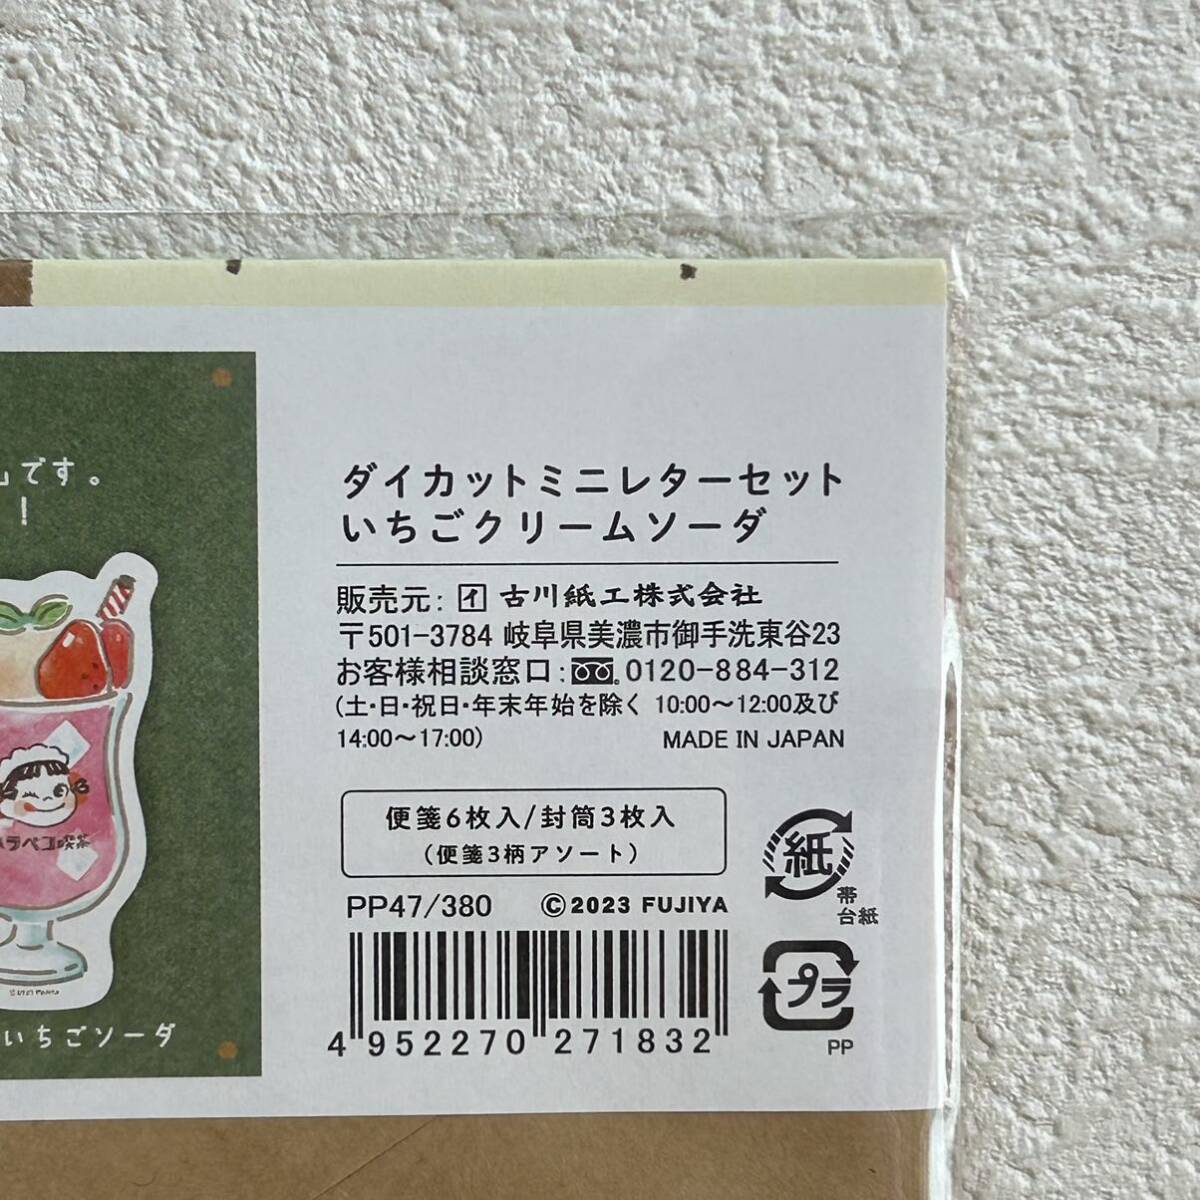 です。
!
いちごソーダ
ダイカットミニレターセット
いちごクリームソーダ
販売元: イ 古川紙工株式会社
〒501-3784 岐阜県美濃市御手洗東谷23
お客様相談窓口: 0120-884-312
(土・日・祝日・年末年始を除く 10:00〜12:00及び
14:00〜17:00) MADE IN JAPAN
便箋6枚入/封筒3枚入
(便箋3柄アソート)
PP47/380 ©2023 FUJIYA
4 952270 271832
紙
帯
台紙
プラ
PP
ラペコ喫茶